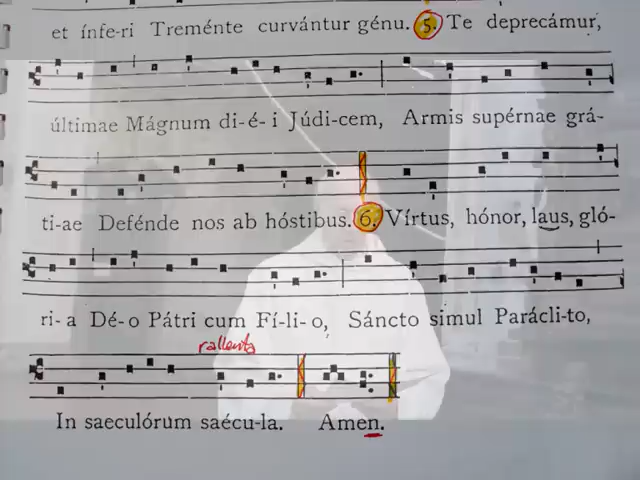 et ínfe-ri Treménte curvántur génu. 5. Te deprecámur,
últimae Mágnum di-é-i Júdi-cem, Armis supérnae grá-
ti-ae Defénde nos ab hóstibus. 6. Vírtus, hónor, laus, gló-
ri-a Dé-o Pátri cum Fí-li-o, Sáncto simul Parácli-to,
rallenta
In saeculórum saécu-la. Amen.